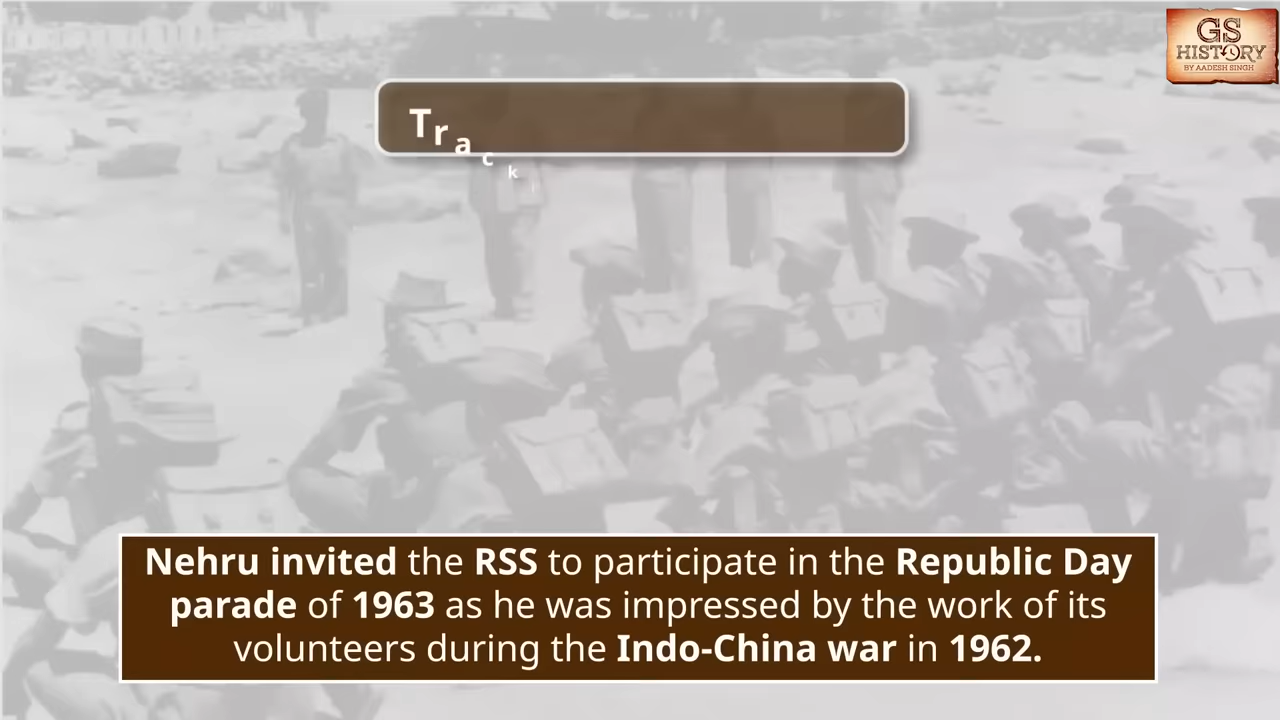 GS
HISTORY
BY AADESH SINGH
Track
Nehru invited the RSS to participate in the Republic Day
parade of 1963 as he was impressed by the work of its
volunteers during the Indo-China war in 1962.